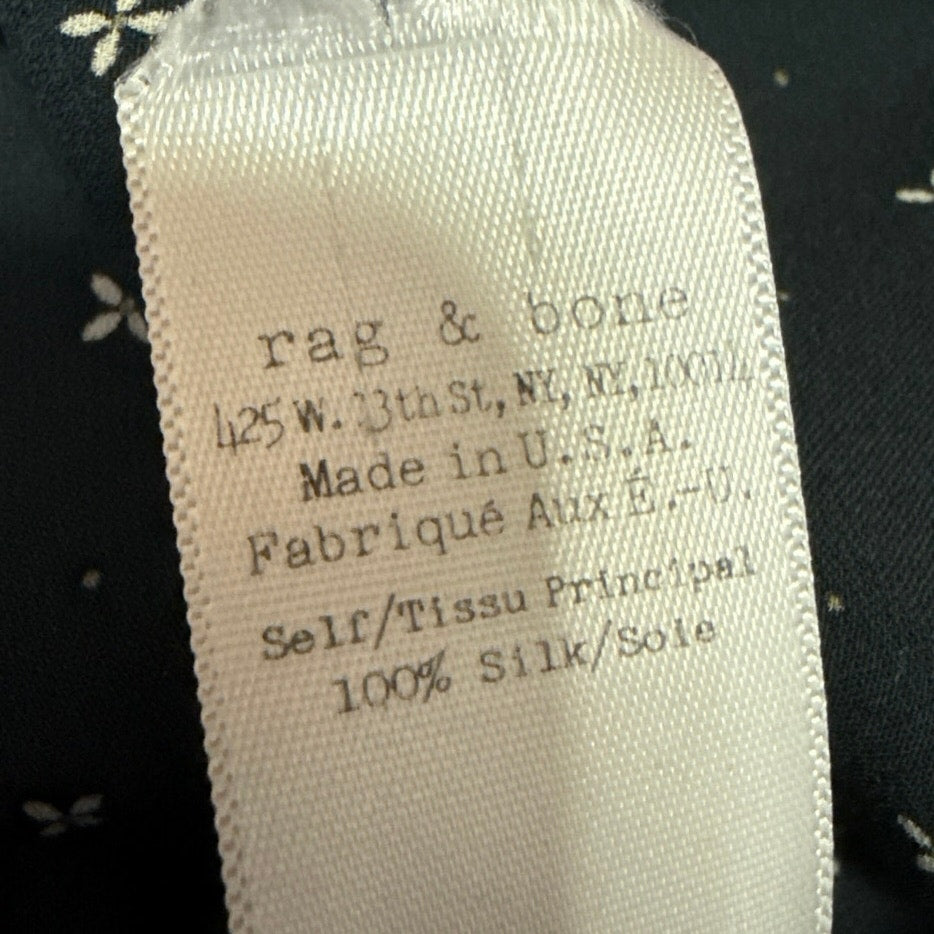 rag & bone
425 W. 13th St, NY, NY, 10014
Made in U.S.A.
Fabriqué Aux É.-U.
Self/Tissu Principal
100% Silk/Soie